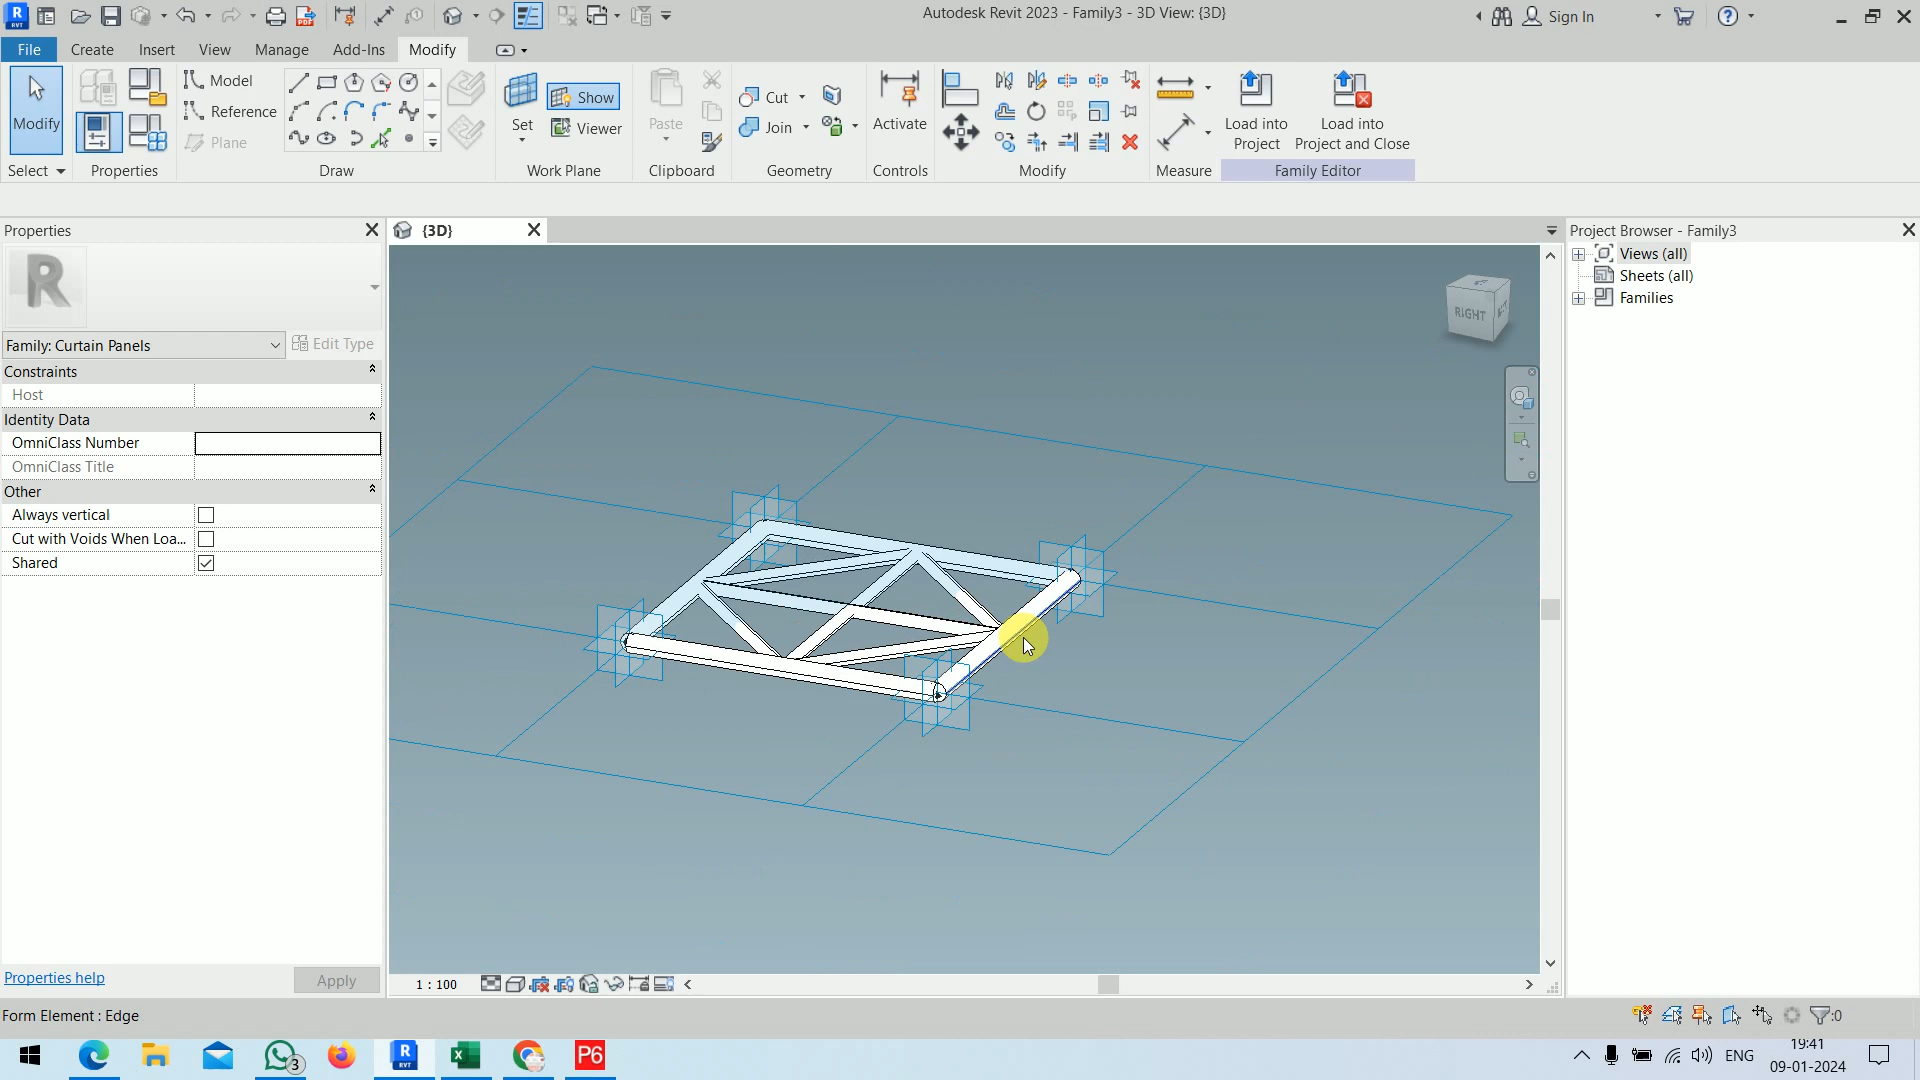 Autodesk Revit 2023 - Family3 - 3D View: {3D}
Sign In
File Create Insert View Manage Add-Ins Modify
Modify
Model
Reference
Plane
Set
Show
Viewer
Paste
Cut
Join
Activate
Load into
Project
Load into
Project and Close
Select Properties Draw Work Plane Clipboard Geometry Controls Modify Measure Family Editor
Properties
{3D}
Project Browser - Family3
R
Family: Curtain Panels
Edit Type
Constraints
Host
Identity Data
OmniClass Number
OmniClass Title
Other
Always vertical
Cut with Voids When Loa...
Shared
Views (all)
Sheets (all)
Families
RIGHT
Properties help
Apply
1 : 100
Form Element : Edge
:0
R
RVT
3
P6
ENG
19:41
09-01-2024